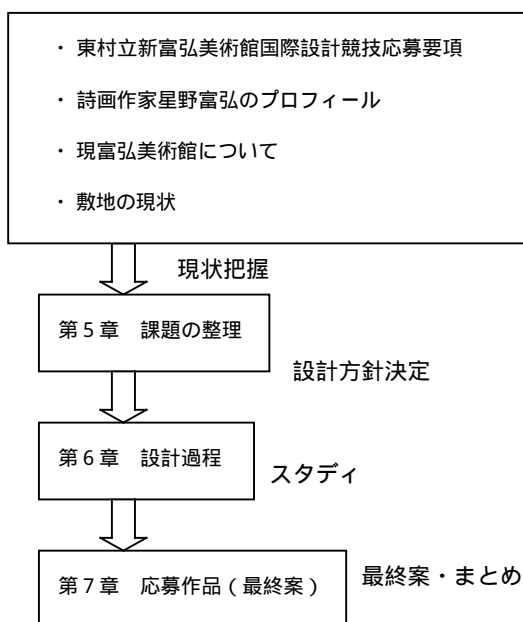 ・ 東村立新富弘美術館国際設計競技応募要項
・ 詩画作家星野富弘のプロフィール
・ 現富弘美術館について
・ 敷地の現状
現状把握
第５章　課題の整理
設計方針決定
第６章　設計過程
スタディ
第７章　応募作品（最終案）
最終案・まとめ